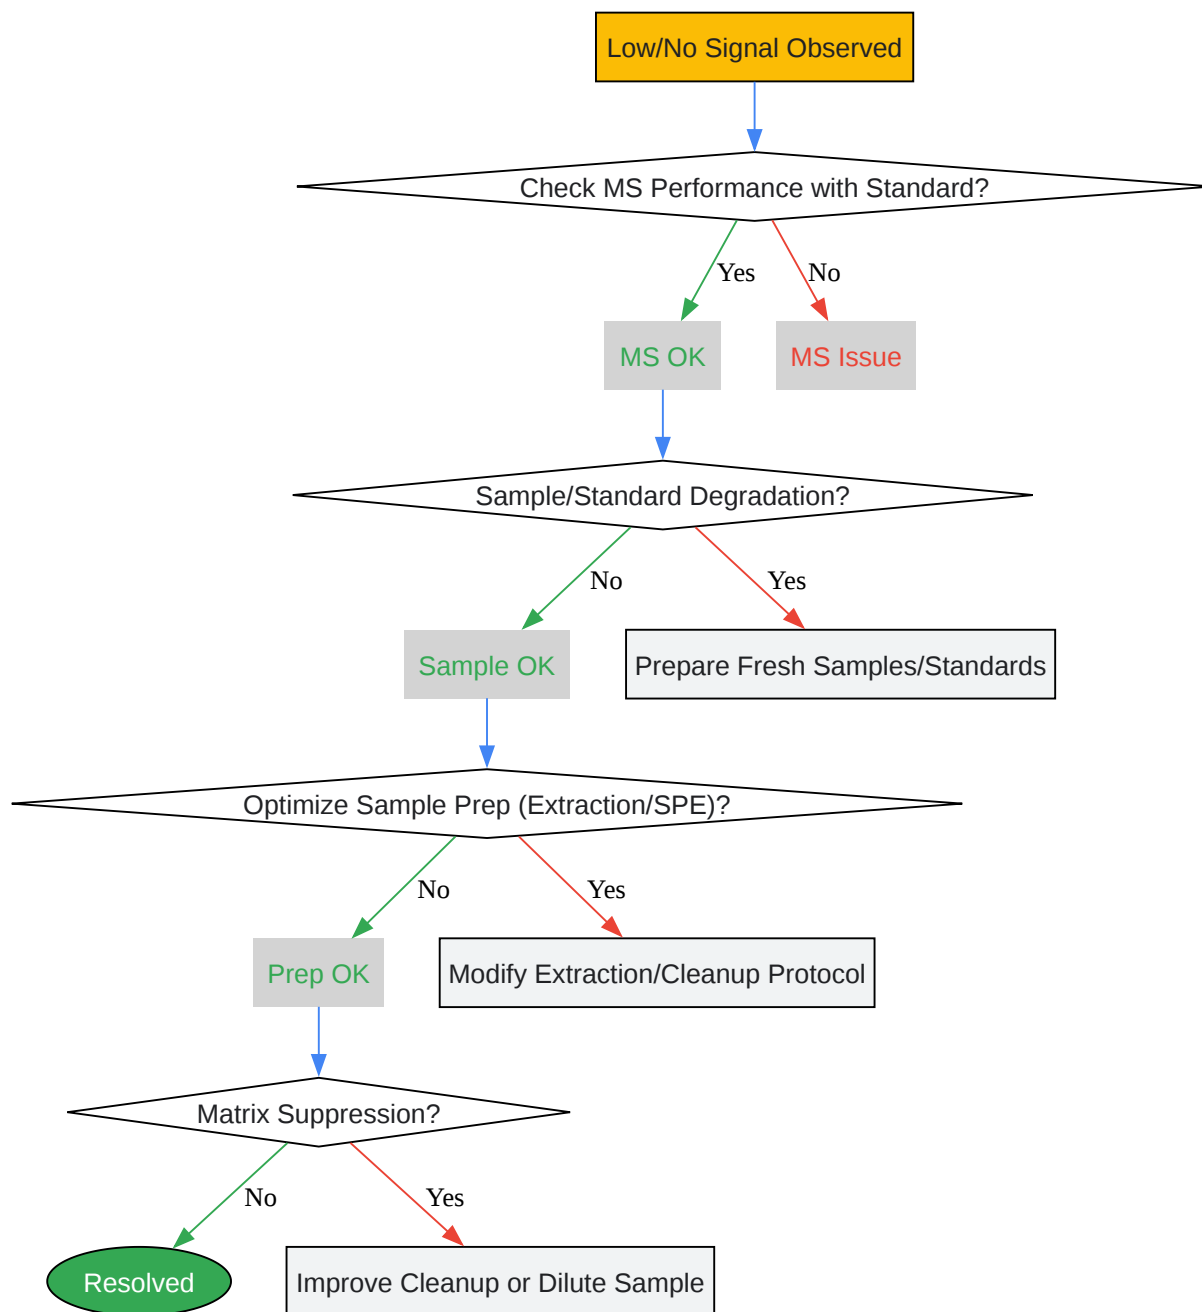 Low/No Signal Observed
Check MS Performance with Standard?
Yes
No
MS OK
MS Issue
Sample/Standard Degradation?
No
Yes
Sample OK
Prepare Fresh Samples/Standards
Optimize Sample Prep (Extraction/SPE)?
No
Yes
Prep OK
Modify Extraction/Cleanup Protocol
Matrix Suppression?
No
Yes
Resolved
Improve Cleanup or Dilute Sample